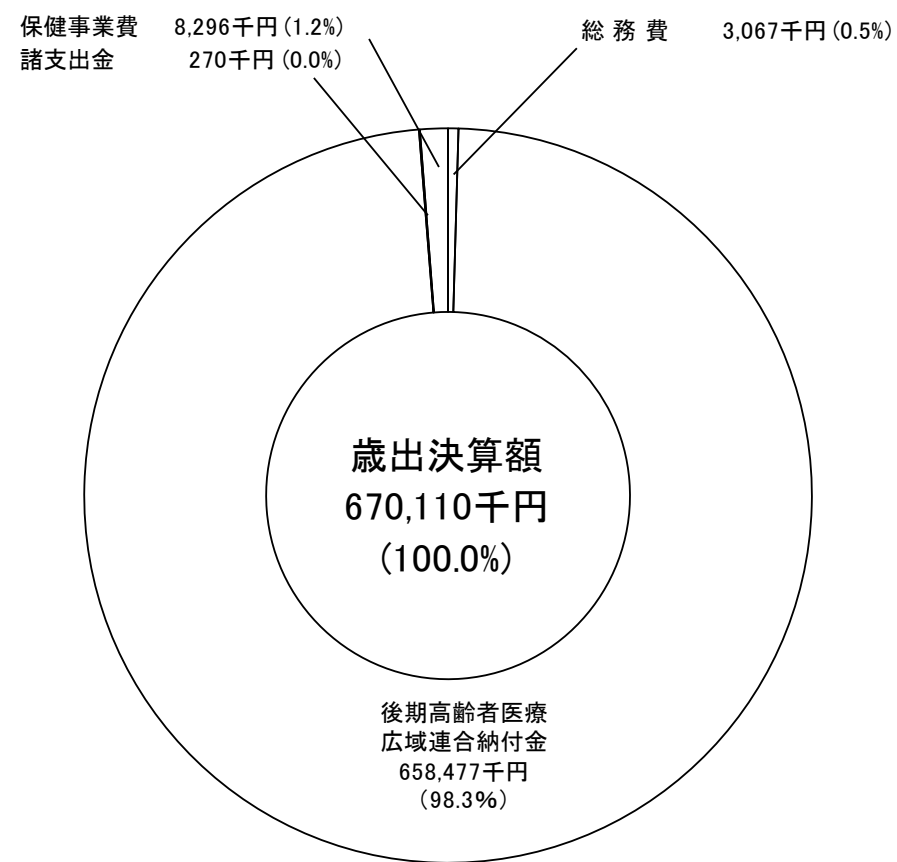 保健事業費 8,296千円(1.2%)
諸支出金 270千円(0.0%)
総務費 3,067千円(0.5%)
歳出決算額
670,110千円
(100.0%)
後期高齢者医療
広域連合納付金
658,477千円
(98.3%)